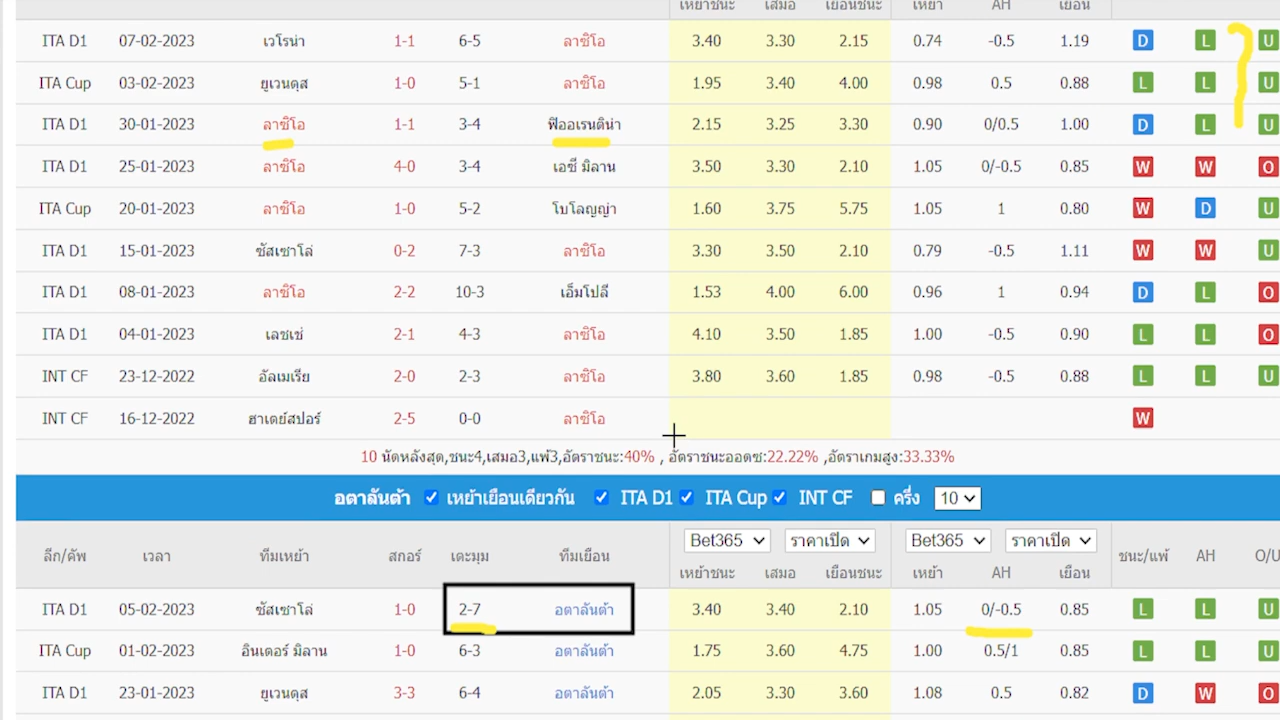 เหย้าชนะ เสมอ เยือนชนะ เหย้า AH เยือน
ITA D1 07-02-2023 เวโรน่า 1-1 6-5 ลาซิโอ 3.40 3.30 2.15 0.74 -0.5 1.19 D L U
ITA Cup 03-02-2023 ยูเวนตุส 1-0 5-1 ลาซิโอ 1.95 3.40 4.00 0.98 0.5 0.88 L L U
ITA D1 30-01-2023 ลาซิโอ 1-1 3-4 ฟิออเรนติน่า 2.15 3.25 3.30 0.90 0/0.5 1.00 D L U
ITA D1 25-01-2023 ลาซิโอ 4-0 3-4 เอซี มิลาน 3.50 3.30 2.10 1.05 0/-0.5 0.85 W W O
ITA Cup 20-01-2023 ลาซิโอ 1-0 5-2 โบโลญญ่า 1.60 3.75 5.75 1.05 1 0.80 W D U
ITA D1 15-01-2023 ซัสเซาโล่ 0-2 7-3 ลาซิโอ 3.30 3.50 2.10 0.79 -0.5 1.11 W W U
ITA D1 08-01-2023 ลาซิโอ 2-2 10-3 เอ็มโปลี 1.53 4.00 6.00 0.96 1 0.94 D L O
ITA D1 04-01-2023 เลชเช่ 2-1 4-3 ลาซิโอ 4.10 3.50 1.85 1.00 -0.5 0.90 L L O
INT CF 23-12-2022 อัลเมเรีย 2-0 2-3 ลาซิโอ 3.80 3.60 1.85 0.98 -0.5 0.88 L L U
INT CF 16-12-2022 ฮาเตย์สปอร์ 2-5 0-0 ลาซิโอ W
10 นัดหลังสุด,ชนะ4,เสมอ3,แพ้3,อัตราชนะ:40% , อัตราชนะออดซ:22.22% ,อัตราเกมสูง:33.33%
อตาลันต้า เหย้าเยือนเดียวกัน ITA D1 ITA Cup INT CF ครึ่ง 10
ลีก/คัพ เวลา ทีมเหย้า สกอร์ เตะมุม ทีมเยือน Bet365 ราคาเปิด Bet365 ราคาเปิด ชนะ/แพ้ AH O/U
เหย้าชนะ เสมอ เยือนชนะ เหย้า AH เยือน
ITA D1 05-02-2023 ซัสเซาโล่ 1-0 2-7 อตาลันต้า 3.40 3.40 2.10 1.05 0/-0.5 0.85 L L U
ITA Cup 01-02-2023 อินเตอร์ มิลาน 1-0 6-3 อตาลันต้า 1.75 3.60 4.75 1.00 0.5/1 0.85 L L U
ITA D1 23-01-2023 ยูเวนตุส 3-3 6-4 อตาลันต้า 2.05 3.30 3.60 1.08 0.5 0.82 D W O